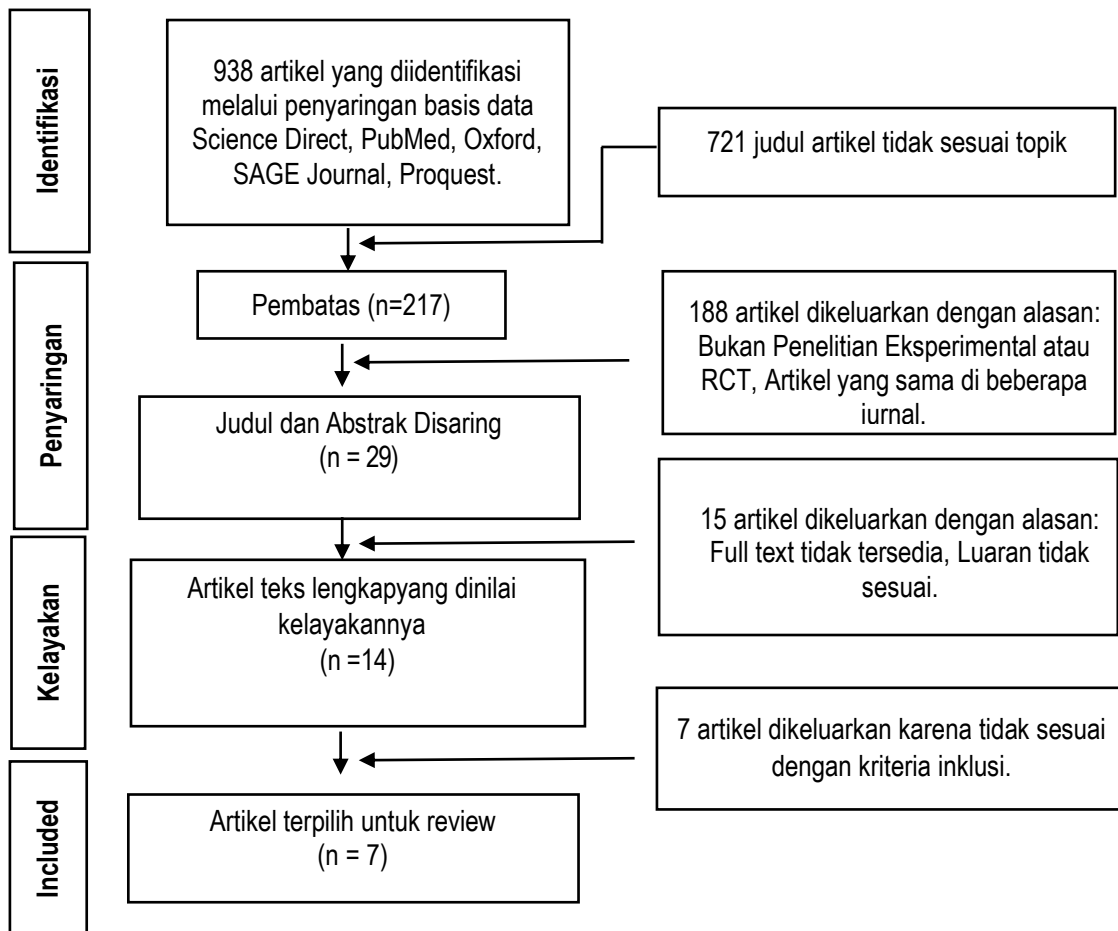 Identifikasi
938 artikel yang diidentifikasi
melalui penyaringan basis data
Science Direct, PubMed, Oxford,
SAGE Journal, Proquest.
721 judul artikel tidak sesuai topik
Penyaringan
Pembatas (n=217)
188 artikel dikeluarkan dengan alasan:
Bukan Penelitian Eksperimental atau
RCT, Artikel yang sama di beberapa
iurnal.
Judul dan Abstrak Disaring
(n = 29)
15 artikel dikeluarkan dengan alasan:
Full text tidak tersedia, Luaran tidak
sesuai.
Kelayakan
Artikel teks lengkapyang dinilai
kelayakannya
(n =14)
7 artikel dikeluarkan karena tidak sesuai
dengan kriteria inklusi.
Included
Artikel terpilih untuk review
(n = 7)